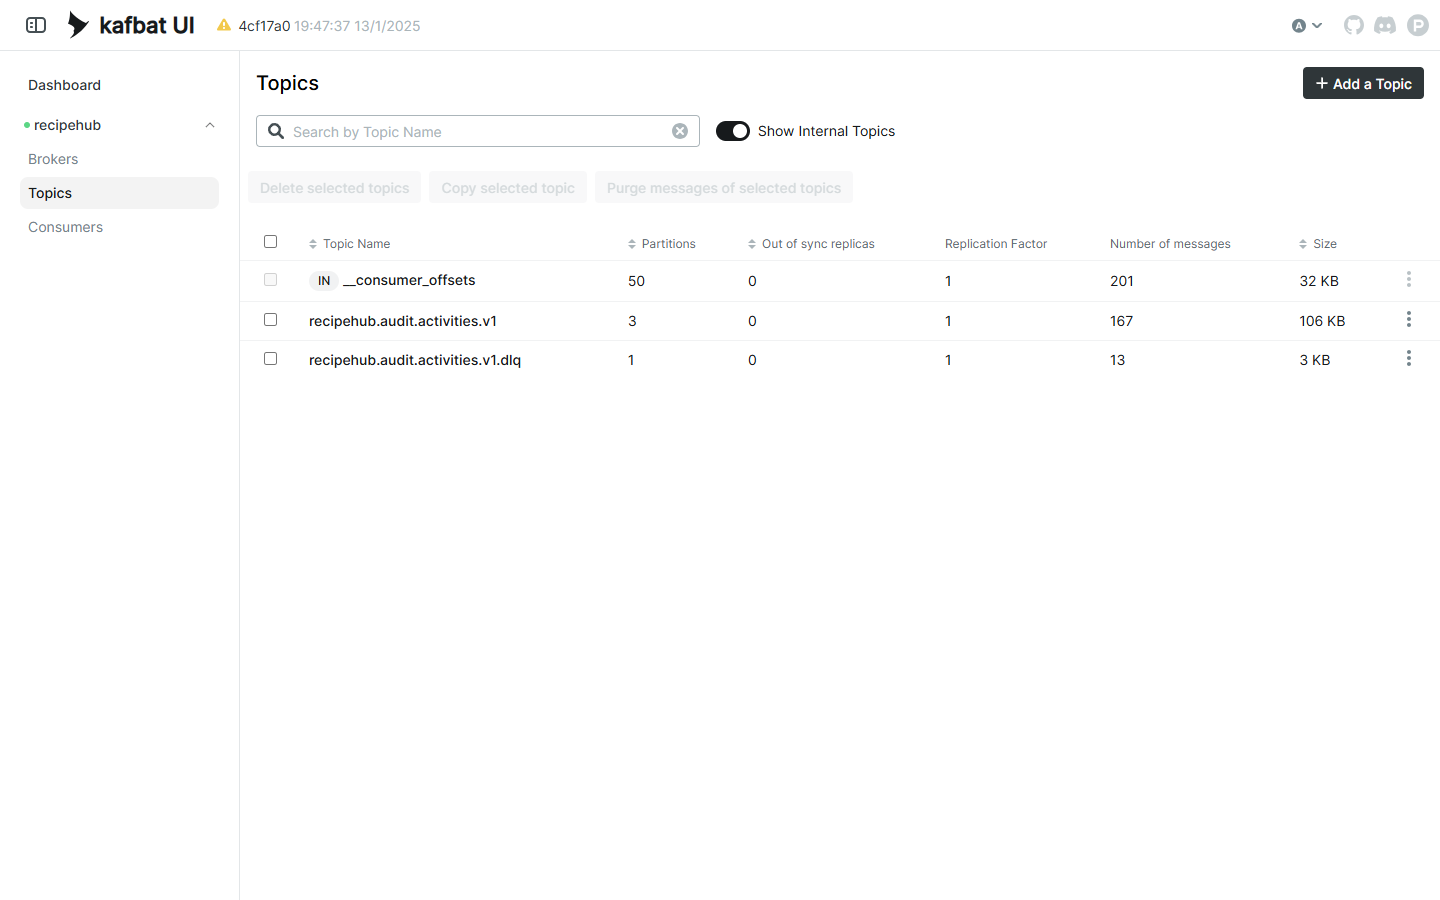 kafbat UI 4cf17a0 19:47:37 13/1/2025 A P
Dashboard
recipehub
Brokers
Topics
Consumers
Topics
+ Add a Topic
Search by Topic Name
Show Internal Topics
Delete selected topics Copy selected topic Purge messages of selected topics
Topic Name Partitions Out of sync replicas Replication Factor Number of messages Size
IN __consumer_offsets 50 0 1 201 32 KB
recipehub.audit.activities.v1 3 0 1 167 106 KB
recipehub.audit.activities.v1.dlq 1 0 1 13 3 KB